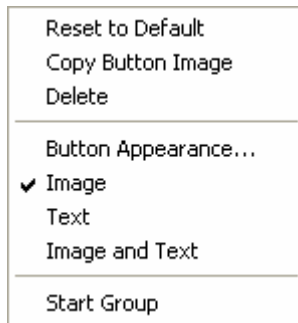 Reset to Default
Copy Button Image
Delete
Button Appearance...
Image
Text
Image and Text
Start Group